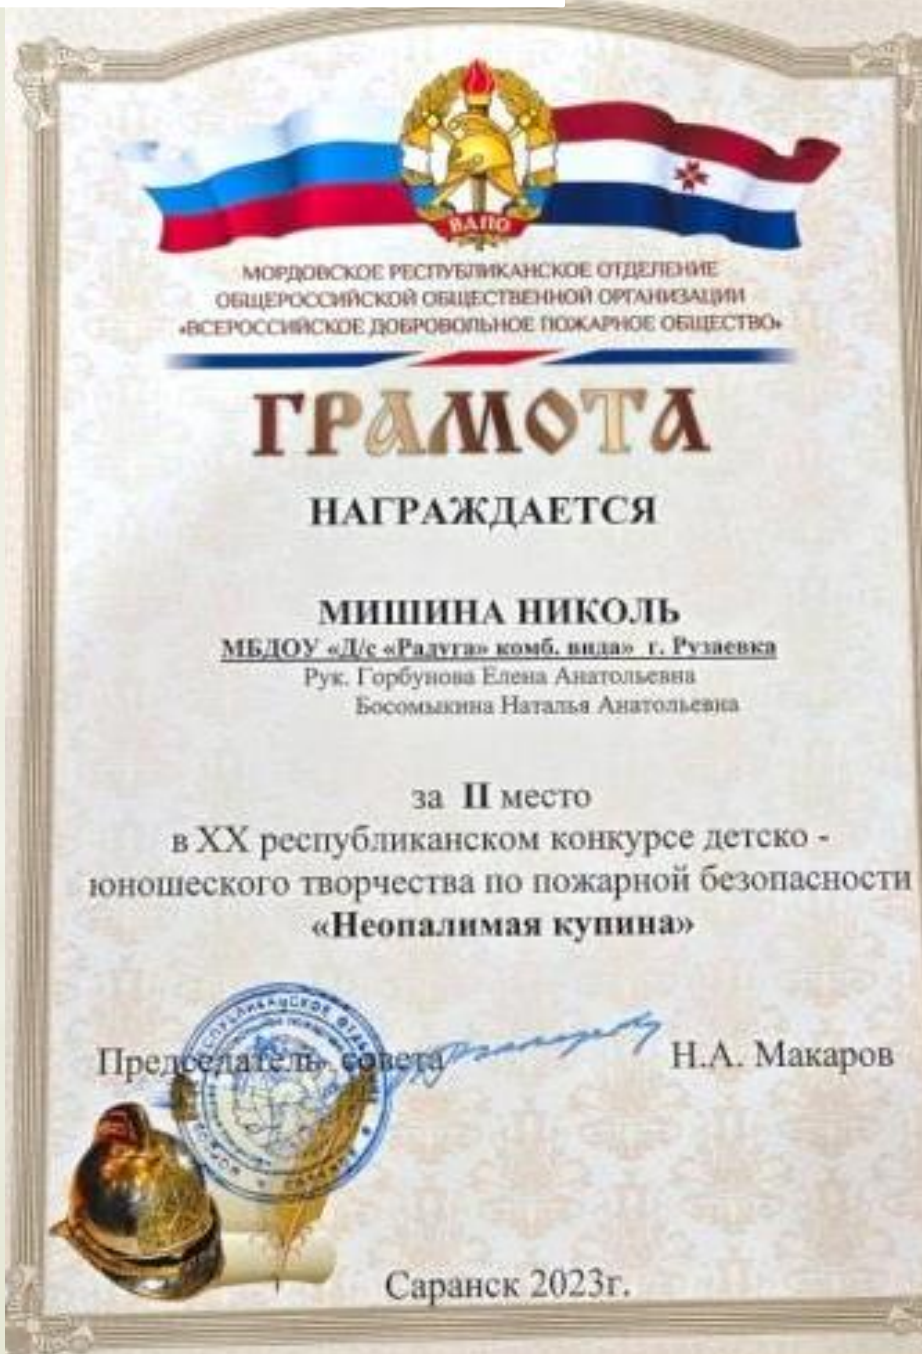 ВДПО
МОРДОВСКОЕ РЕСПУБЛИКАНСКОЕ ОТДЕЛЕНИЕ
ОБЩЕРОССИЙСКОЙ ОБЩЕСТВЕННОЙ ОРГАНИЗАЦИИ
«ВСЕРОССИЙСКОЕ ДОБРОВОЛЬНОЕ ПОЖАРНОЕ ОБЩЕСТВО»
ГРАМОТА
НАГРАЖДАЕТСЯ
МИШИНА НИКОЛЬ
МБДОУ «Д/с «Радуга» комб. вида» г. Рузаевка
Рук. Горбунова Елена Анатольевна
Босомыкина Наталья Анатольевна
за II место
в XX республиканском конкурсе детско -
юношеского творчества по пожарной безопасности
«Неопалимая купина»
Председатель совета Н.А. Макаров
Саранск 2023г.